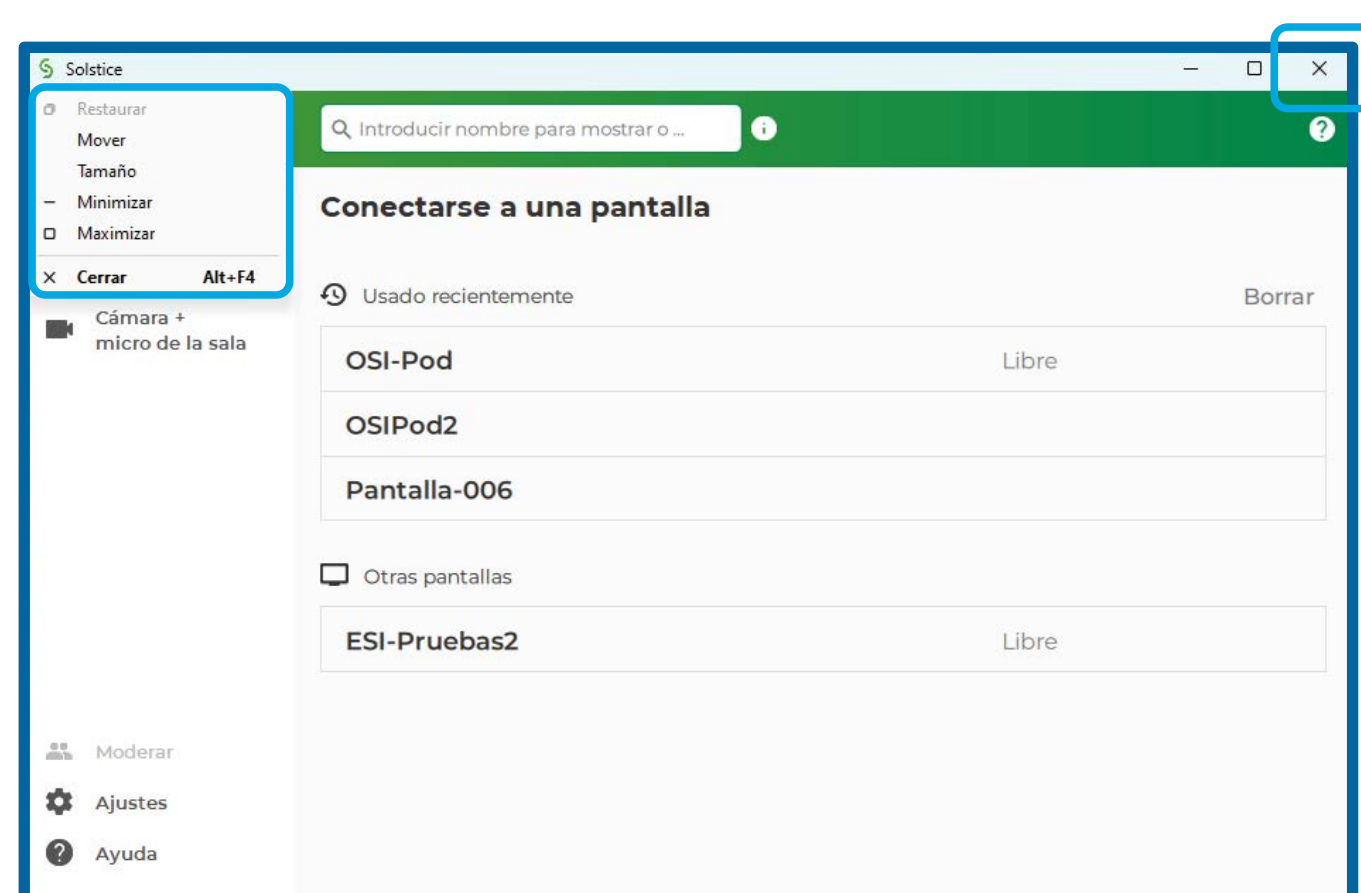 Solstice
Restaurar
Mover
Tamaño
Minimizar
Maximizar
Cerrar Alt+F4
Cámara +
micro de la sala
Moderar
Ajustes
Ayuda
Introducir nombre para mostrar o ...
Conectarse a una pantalla
Usado recientemente Borrar
OSI-Pod Libre
OSIPod2
Pantalla-006
Otras pantallas
ESI-Pruebas2 Libre